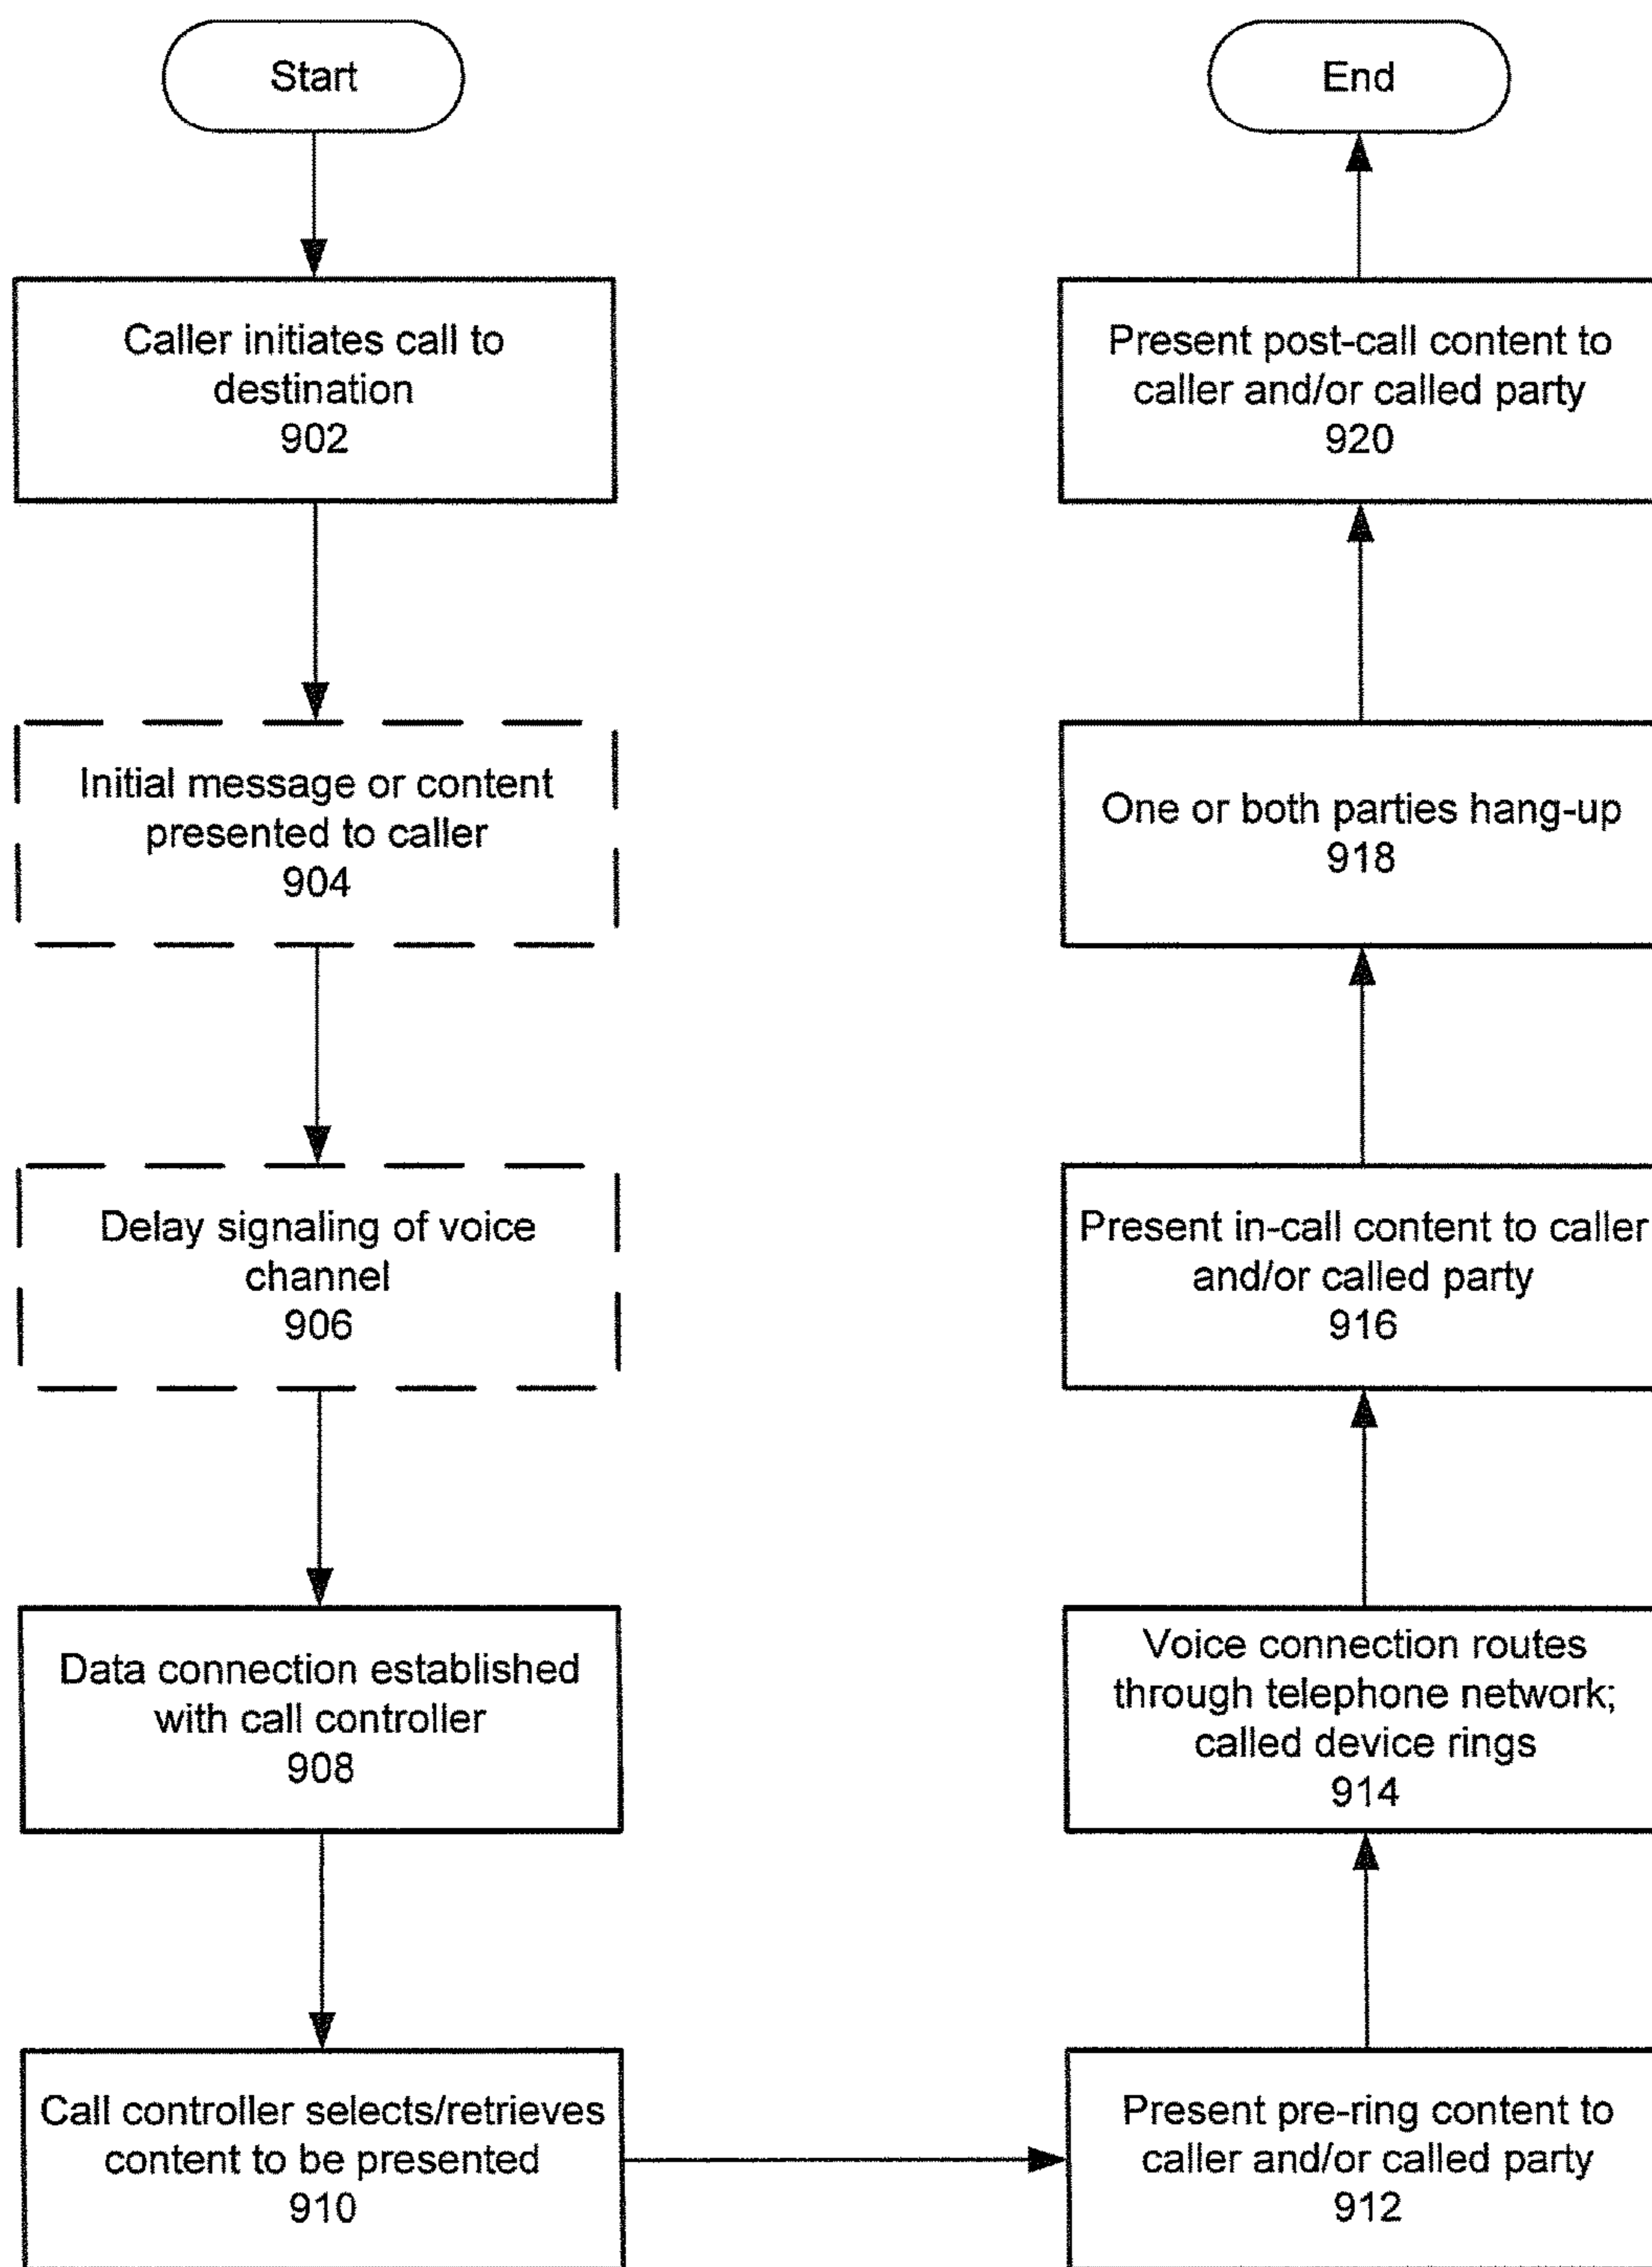 Start
Caller initiates call to
destination
902
Initial message or content
presented to caller
904
Delay signaling of voice
channel
906
Data connection established
with call controller
908
Call controller selects/retrieves
content to be presented
910
Present pre-ring content to
caller and/or called party
912
Voice connection routes
through telephone network;
called device rings
914
Present in-call content to caller
and/or called party
916
One or both parties hang-up
918
Present post-call content to
caller and/or called party
920
End